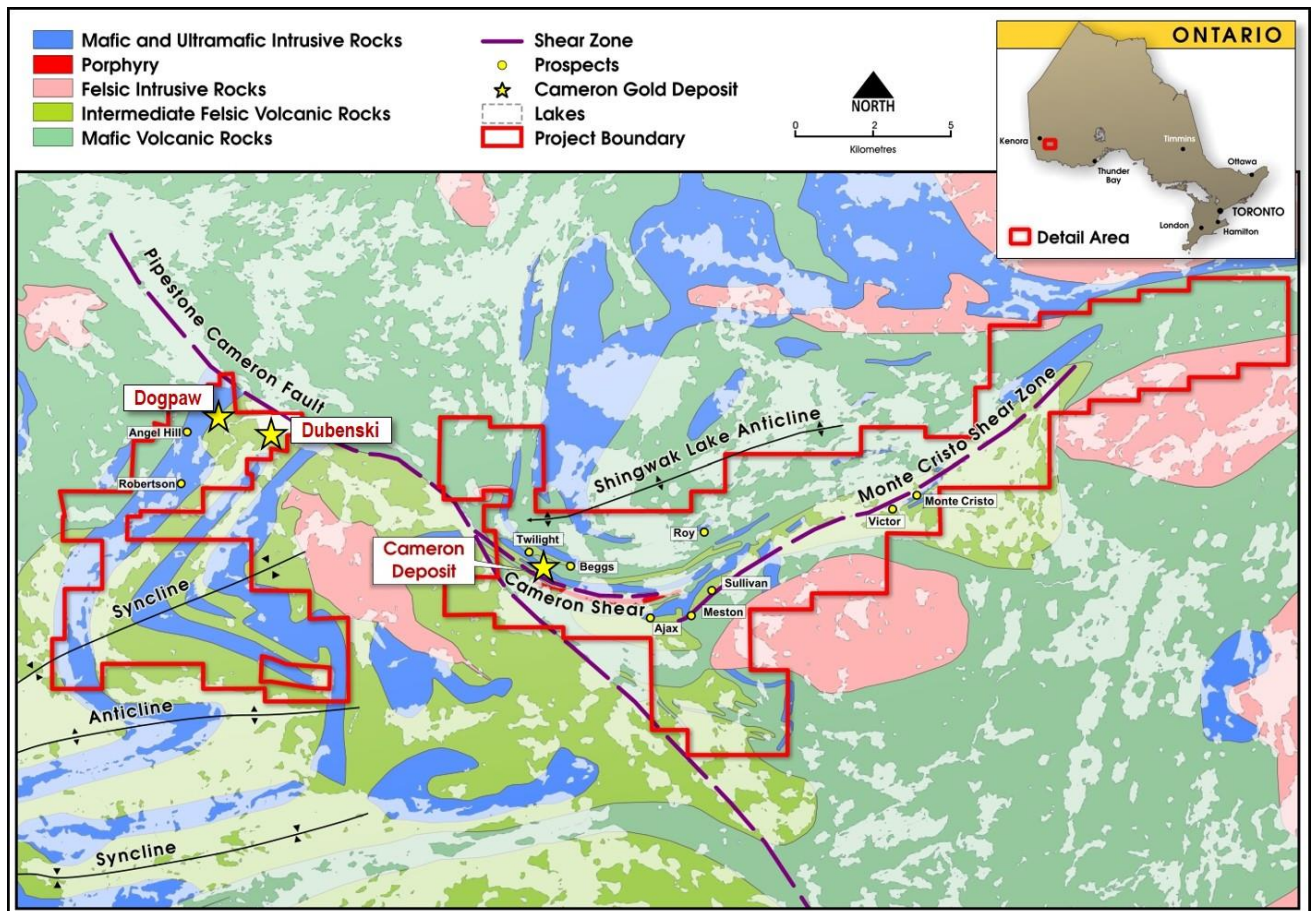 Mafic and Ultramafic Intrusive Rocks
Porphyry
Felsic Intrusive Rocks
Intermediate Felsic Volcanic Rocks
Mafic Volcanic Rocks
Shear Zone
Prospects
Cameron Gold Deposit
Lakes
Project Boundary
NORTH
0 2 5
Kilometres
ONTARIO
Kenora
Timmins
Thunder
Bay
Ottawa
TORONTO
London
Hamilton
Detail Area
Pipestone Cameron Fault
Dogpaw
Dubenski
Angel Hill
Robertson
Shingwak Lake Anticline
Monte Cristo Shear Zone
Monte Cristo
Victor
Roy
Twilight
Cameron
Deposit
Beggs
Cameron Shear
Sullivan
Meston
Ajax
Syncline
Anticline
Syncline